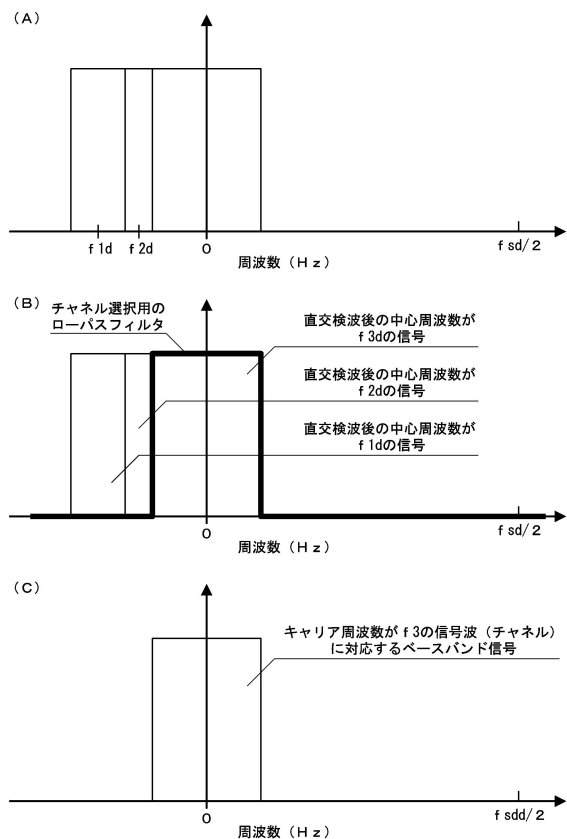 (A)
f 1d
f 2d
0
f sd/2
周波数(Hz)
(B)
チャネル選択用の
ローパスフィルタ
直交検波後の中心周波数が
f 3dの信号
直交検波後の中心周波数が
f 2dの信号
直交検波後の中心周波数が
f 1dの信号
0
f sd/2
周波数(Hz)
(C)
キャリア周波数が f 3の信号波(チャネル)
に対応するベースバンド信号
0
f sdd/2
周波数(Hz)